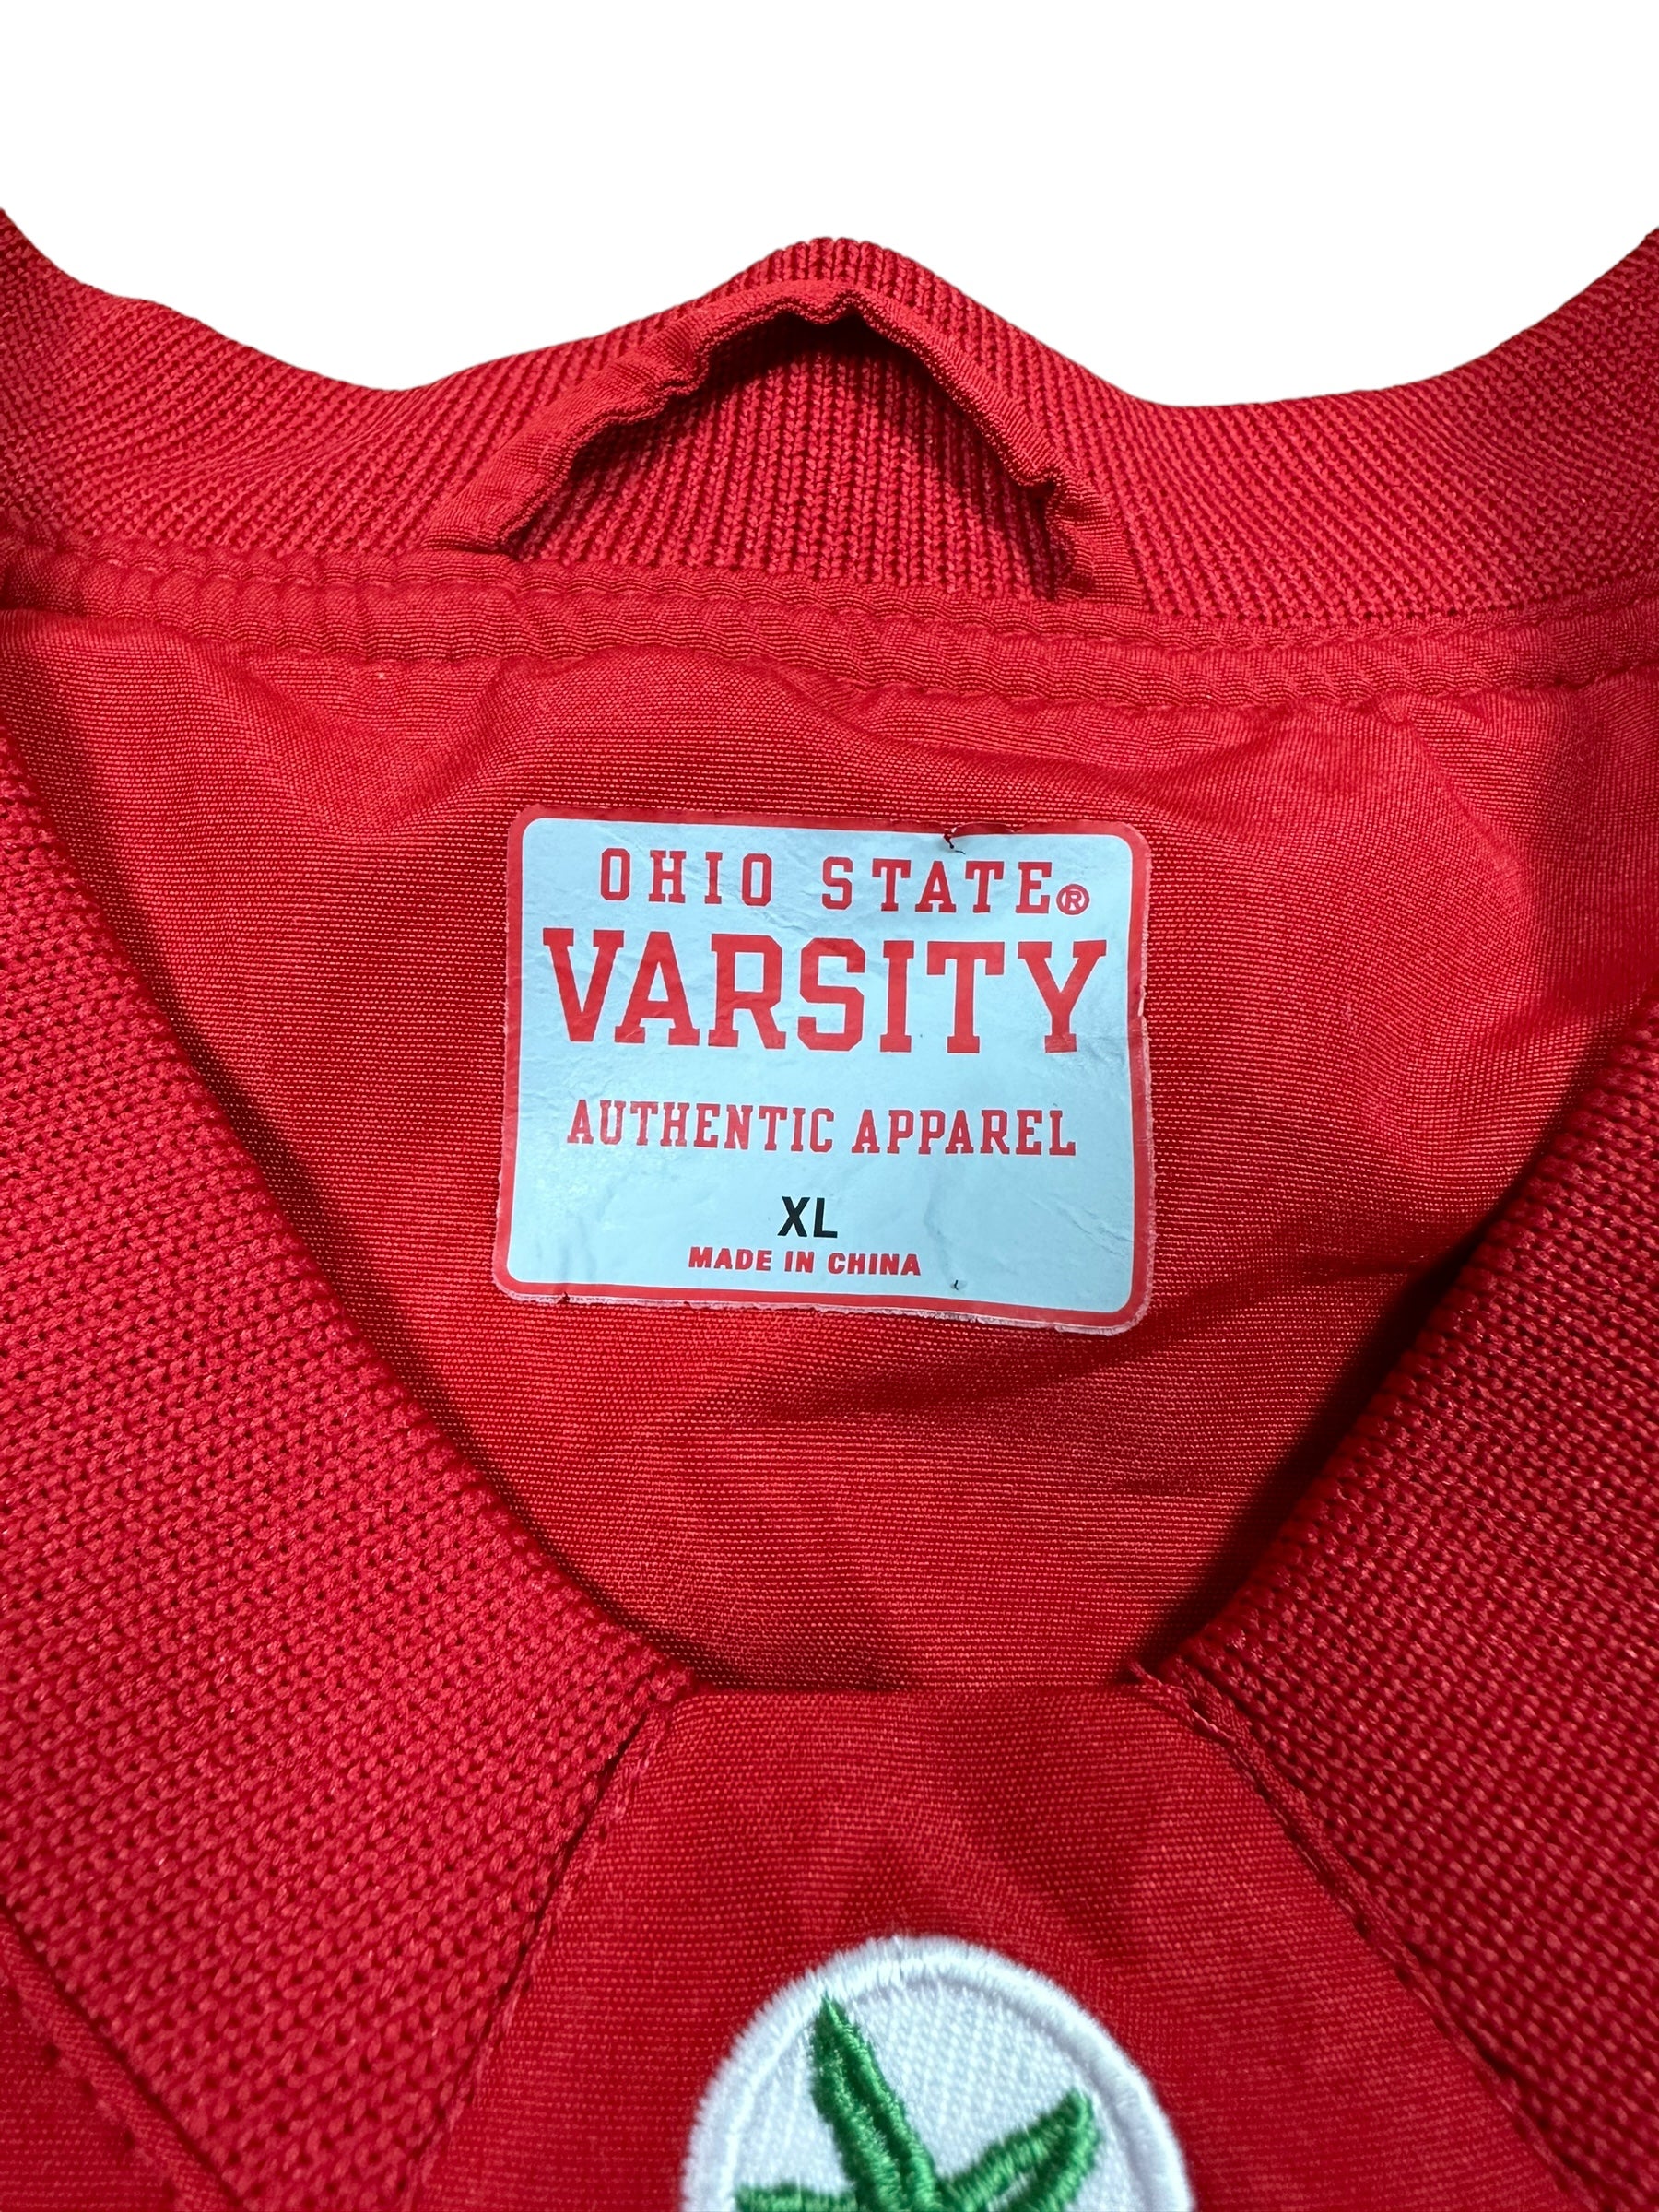 OHIO STATE®
VARSITY
AUTHENTIC APPAREL
XL
MADE IN CHINA